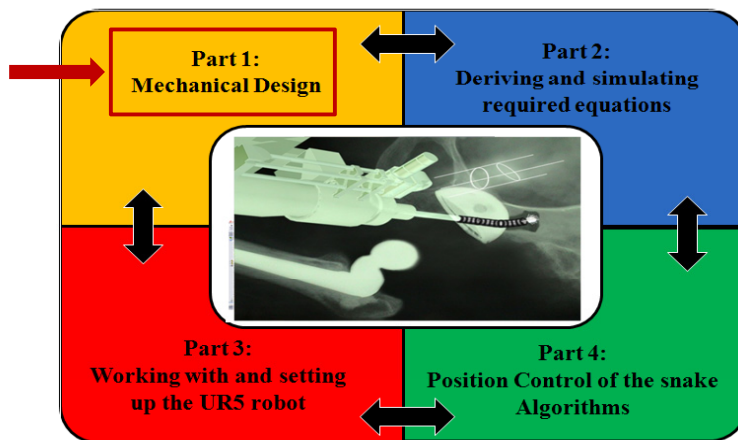 Part 1:
Mechanical Design
Part 2:
Deriving and simulating
required equations
Part 3:
Working with and setting
up the UR5 robot
Part 4:
Position Control of the snake
Algorithms